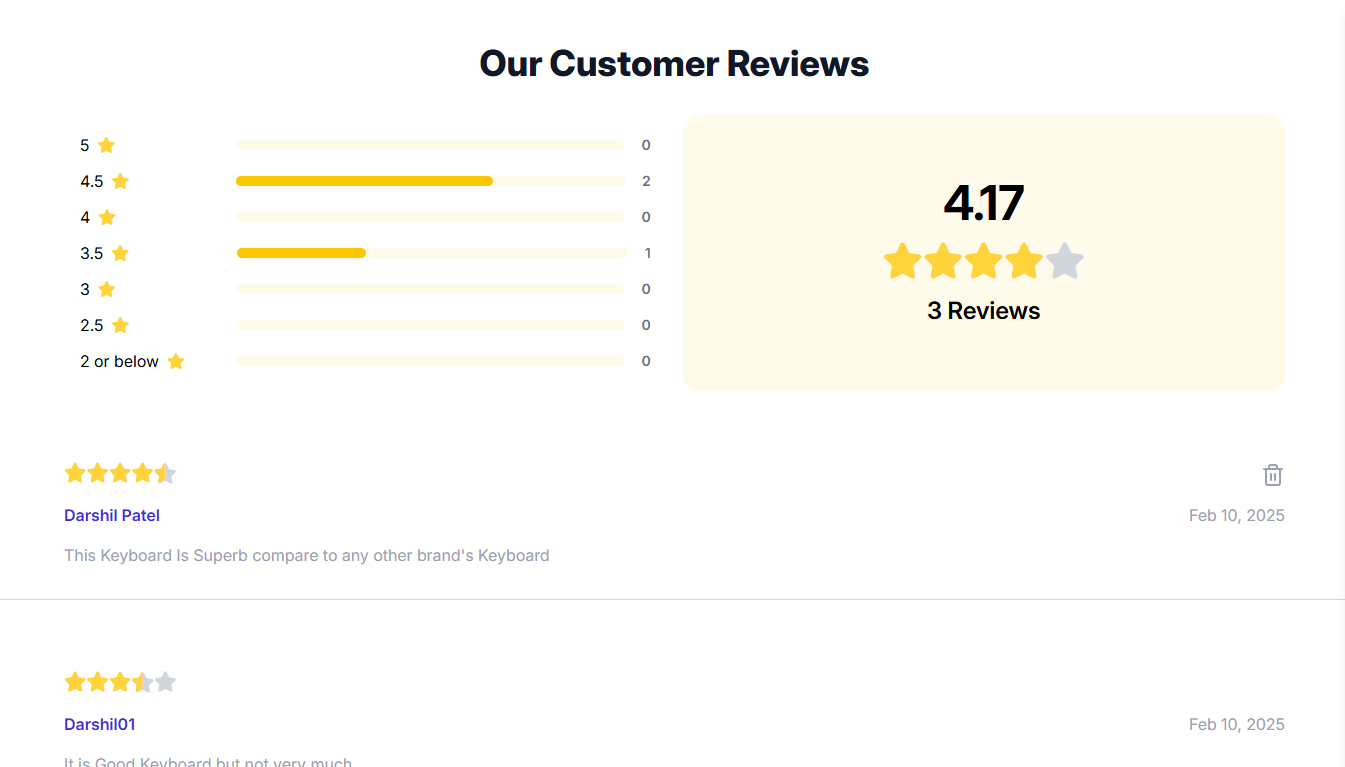 Our Customer Reviews
5 0
4.5 2
4 0
3.5 1
3 0
2.5 0
2 or below 0
4.17
3 Reviews
Darshil Patel Feb 10, 2025
This Keyboard Is Superb compare to any other brand's Keyboard
Darshil01 Feb 10, 2025
It is Good Keyboard but not very much